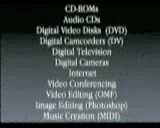 CD-ROMs
Audio CDs
Digital Video Disks (DVD)
Digital Camcorders (DV)
Digital Television
Digital Cameras
Internet
Video Conferencing
Video Editing (OMF)
Image Editing (Photoshop)
Music Creation (MIDI)